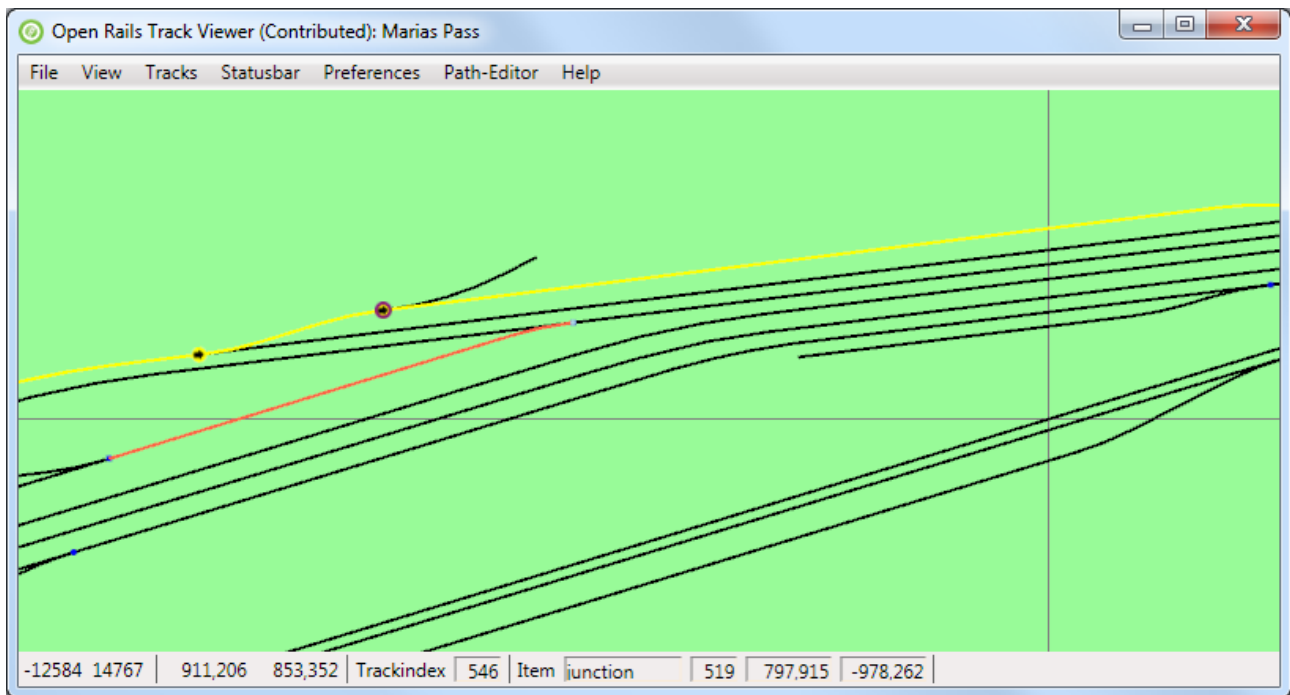 Open Rails Track Viewer (Contributed): Marias Pass
File View Tracks Statusbar Preferences Path-Editor Help
-12584 14767 911,206 853,352 Trackindex 546 Item junction 519 797,915 -978,262